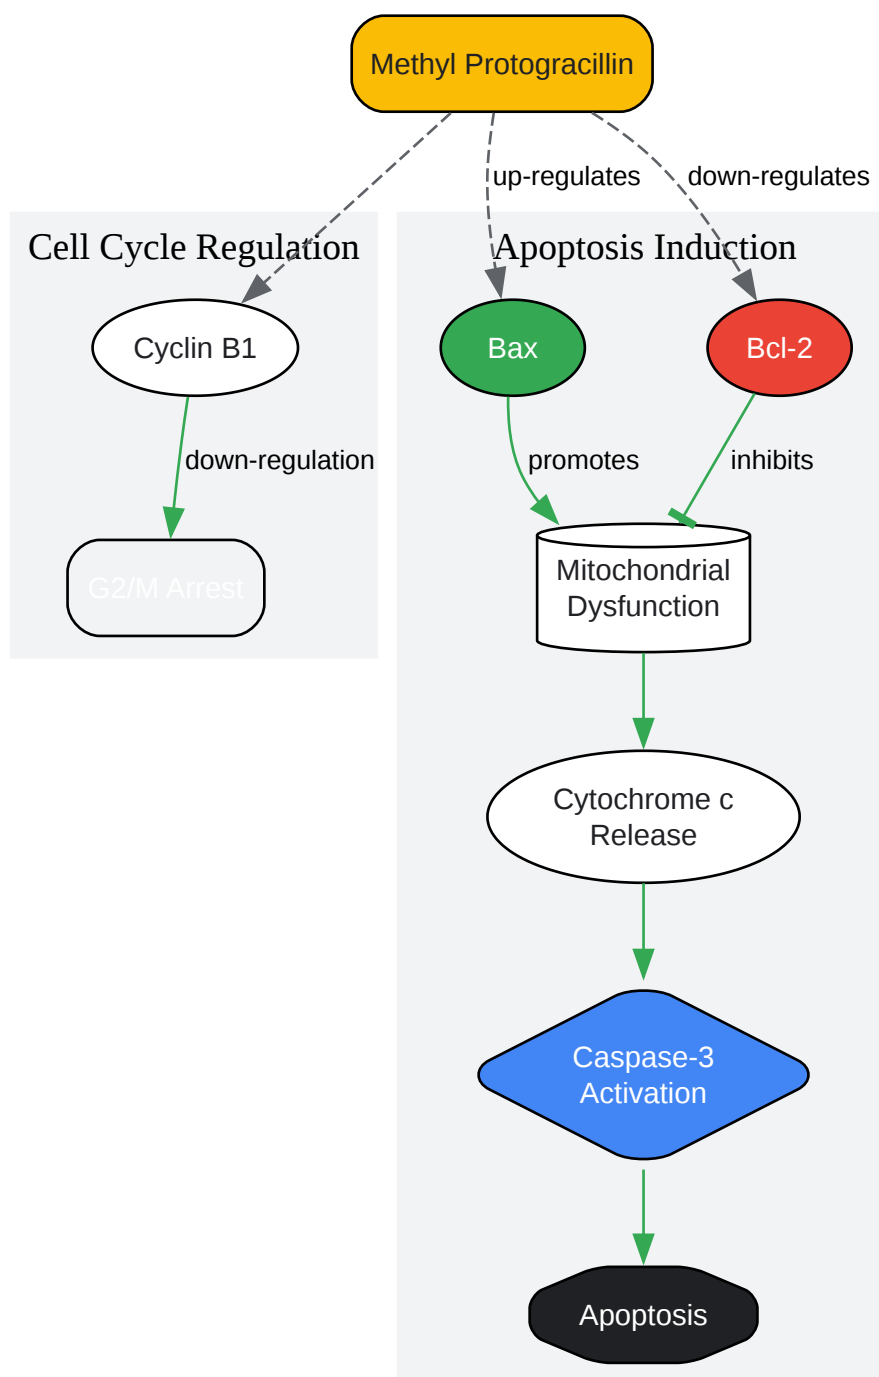 Methyl Protogracillin
up-regulates
down-regulates
Cell Cycle Regulation
Apoptosis Induction
Cyclin B1
Bax
Bcl-2
down-regulation
promotes
inhibits
G2/M Arrest
Mitochondrial
Dysfunction
Cytochrome c
Release
Caspase-3
Activation
Apoptosis